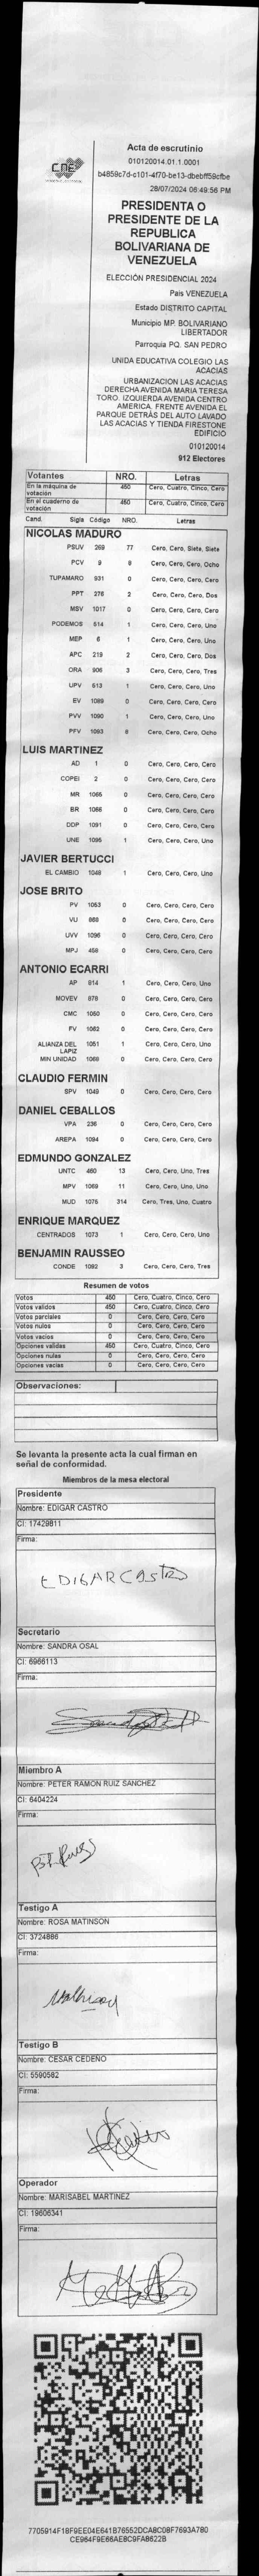 CNE
Acta de escrutinio
010120014.01.1.0001
b4859c7d-c101-4f70-be13-dbebff59cfbe
28/07/2024 06:49:56 PM
PRESIDENTA O
PRESIDENTE DE LA
REPUBLICA
BOLIVARIANA DE
VENEZUELA
ELECCIÓN PRESIDENCIAL 2024
País VENEZUELA
Estado DISTRITO CAPITAL
Municipio MP. BOLIVARIANO
LIBERTADOR
Parroquia PQ. SAN PEDRO
UNIDA EDUCATIVA COLEGIO LAS
ACACIAS
URBANIZACION LAS ACACIAS
DERECHA AVENIDA MARIA TERESA
TORO. IZQUIERDA AVENIDA CENTRO
AMERICA. FRENTE AVENIDA EL
PARQUE DETRÁS DEL AUTO LAVADO
LAS ACACIAS Y TIENDA FIRESTONE
EDIFICIO
010120014
912 Electores
Votantes NRO. Letras
En la máquina de votación 450 Cero, Cuatro, Cinco, Cero
En el cuaderno de votación 450 Cero, Cuatro, Cinco, Cero
Cand. Sigla Código NRO. Letras
NICOLAS MADURO
PSUV 269 77 Cero, Cero, Siete, Siete
PCV 9 8 Cero, Cero, Cero, Ocho
TUPAMARO 931 0 Cero, Cero, Cero, Cero
PPT 276 2 Cero, Cero, Cero, Dos
MSV 1017 0 Cero, Cero, Cero, Cero
PODEMOS 514 1 Cero, Cero, Cero, Uno
MEP 6 1 Cero, Cero, Cero, Uno
APC 219 2 Cero, Cero, Cero, Dos
ORA 906 3 Cero, Cero, Cero, Tres
UPV 613 1 Cero, Cero, Cero, Uno
EV 1089 0 Cero, Cero, Cero, Cero
PVV 1090 1 Cero, Cero, Cero, Uno
PFV 1093 8 Cero, Cero, Cero, Ocho
LUIS MARTINEZ
AD 1 0 Cero, Cero, Cero, Cero
COPEI 2 0 Cero, Cero, Cero, Cero
MR 1065 0 Cero, Cero, Cero, Cero
BR 1066 0 Cero, Cero, Cero, Cero
DDP 1091 0 Cero, Cero, Cero, Cero
UNE 1095 1 Cero, Cero, Cero, Uno
JAVIER BERTUCCI
EL CAMBIO 1048 1 Cero, Cero, Cero, Uno
JOSE BRITO
PV 1053 0 Cero, Cero, Cero, Cero
VU 868 0 Cero, Cero, Cero, Cero
UVV 1096 0 Cero, Cero, Cero, Cero
MPJ 458 0 Cero, Cero, Cero, Cero
ANTONIO ECARRI
AP 814 1 Cero, Cero, Cero, Uno
MOVEV 878 0 Cero, Cero, Cero, Cero
CMC 1050 0 Cero, Cero, Cero, Cero
FV 1062 0 Cero, Cero, Cero, Cero
ALIANZA DEL LAPIZ 1051 1 Cero, Cero, Cero, Uno
MIN UNIDAD 1069 0 Cero, Cero, Cero, Cero
CLAUDIO FERMIN
SPV 1049 0 Cero, Cero, Cero, Cero
DANIEL CEBALLOS
VPA 236 0 Cero, Cero, Cero, Cero
AREPA 1094 0 Cero, Cero, Cero, Cero
EDMUNDO GONZALEZ
UNTC 460 13 Cero, Cero, Uno, Tres
MPV 1069 11 Cero, Cero, Uno, Uno
MUD 1075 314 Cero, Tres, Uno, Cuatro
ENRIQUE MARQUEZ
CENTRADOS 1073 1 Cero, Cero, Cero, Uno
BENJAMIN RAUSSEO
CONDE 1082 3 Cero, Cero, Cero, Tres
Resumen de votos
Votos 450 Cero, Cuatro, Cinco, Cero
Votos validos 450 Cero, Cuatro, Cinco, Cero
Votos parciales 0 Cero, Cero, Cero, Cero
Votos nulos 0 Cero, Cero, Cero, Cero
Votos vacios 0 Cero, Cero, Cero, Cero
Opciones validas 450 Cero, Cuatro, Cinco, Cero
Opciones nulas 0 Cero, Cero, Cero, Cero
Opciones vacias 0 Cero, Cero, Cero, Cero
Observaciones:
Se levanta la presente acta la cual firman en
señal de conformidad.
Miembros de la mesa electoral
Presidente
Nombre: EDIGAR CASTRO
CI: 17429811
Firma:
EDIGAR CASTRO
Secretario
Nombre: SANDRA OSAL
CI: 6966113
Firma:
Miembro A
Nombre: PETER RAMON RUIZ SANCHEZ
CI: 6404224
Firma:
Testigo A
Nombre: ROSA MATINSON
CI: 3724886
Firma:
Testigo B
Nombre: CESAR CEDEÑO
CI: 5590582
Firma:
Operador
Nombre: MARISABEL MARTINEZ
CI: 19606341
Firma:
7705914F18F9EE04E641B76552DCA8C08F7693A780
CE964F9E66AE8C9FA8622B